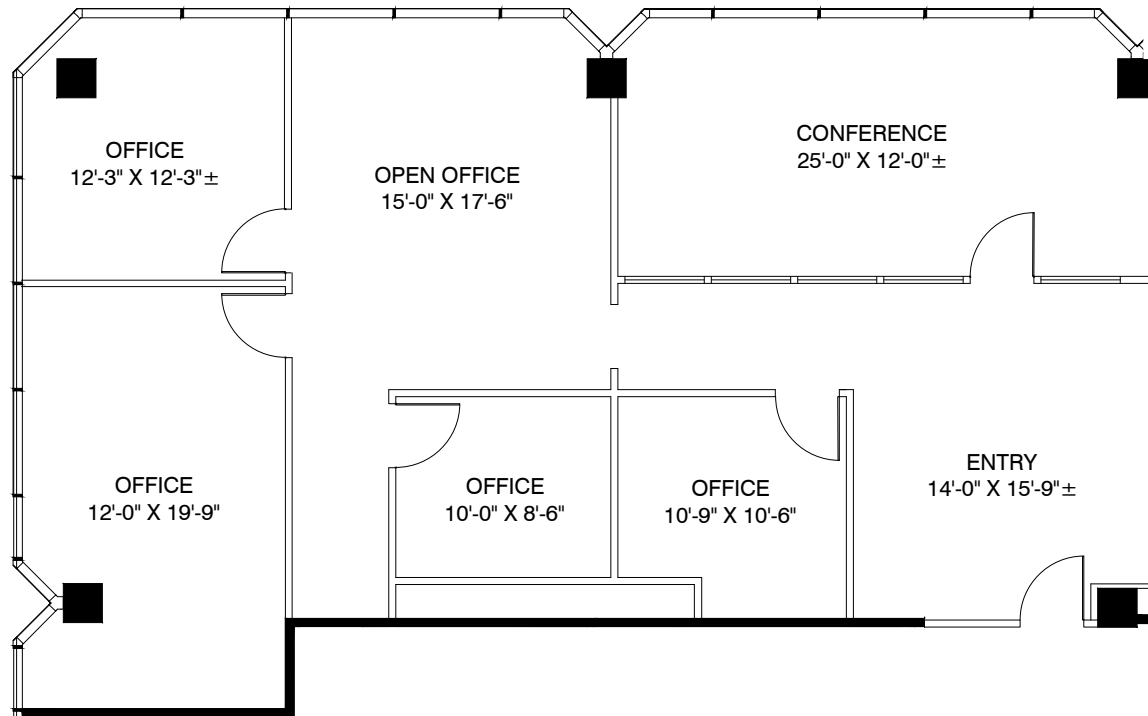 OFFICE
12'-3" X 12'-3"±
OPEN OFFICE
15'-0" X 17'-6"
CONFERENCE
25'-0" X 12'-0"±
OFFICE
12'-0" X 19'-9"
OFFICE
10'-0" X 8'-6"
OFFICE
10'-9" X 10'-6"
ENTRY
14'-0" X 15'-9"±